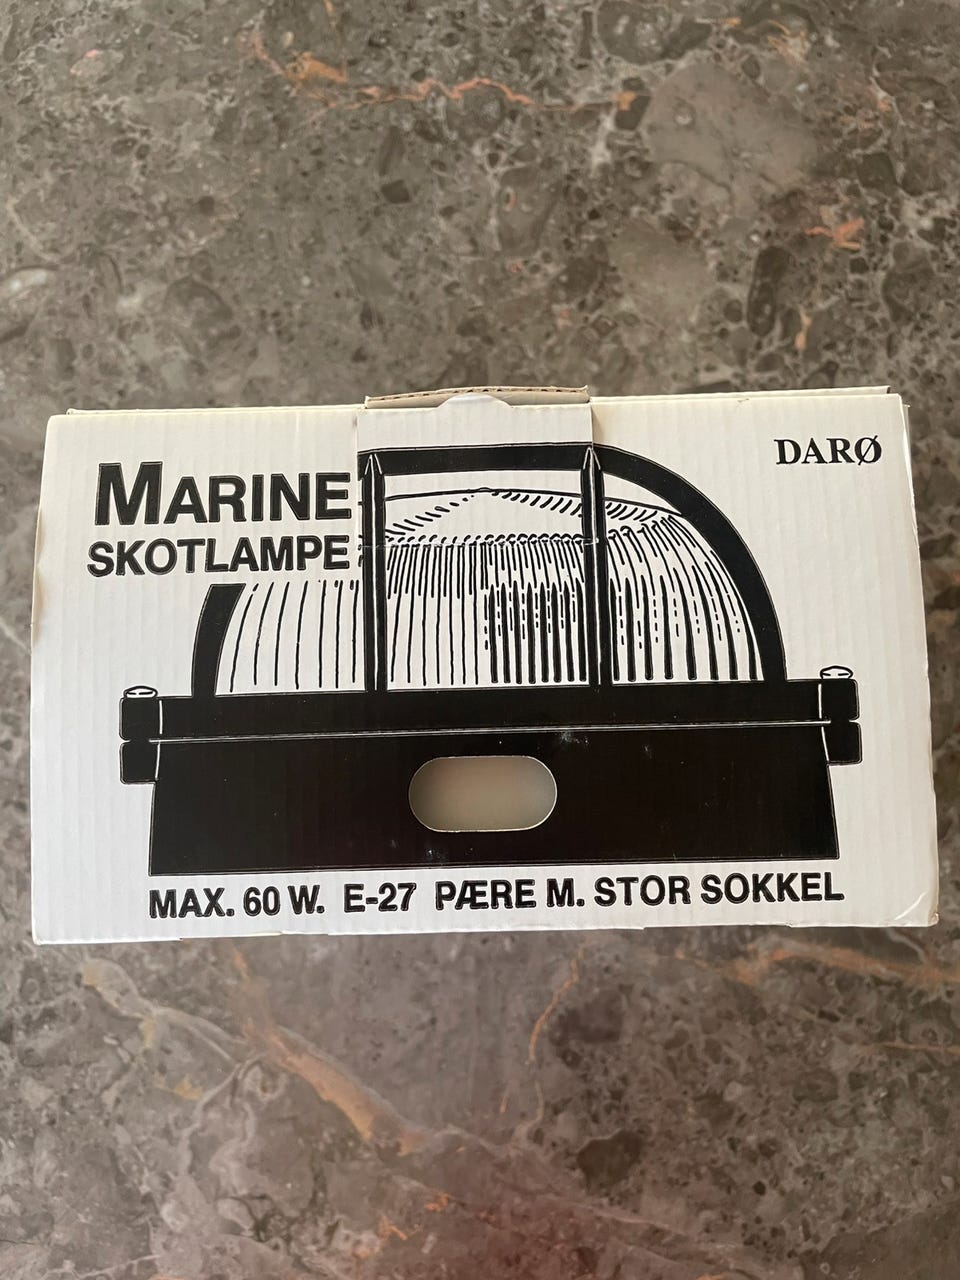 DARØ
MARINE
SKOTLAMPE
MAX. 60 W. E-27 PÆRE M. STOR SOKKEL